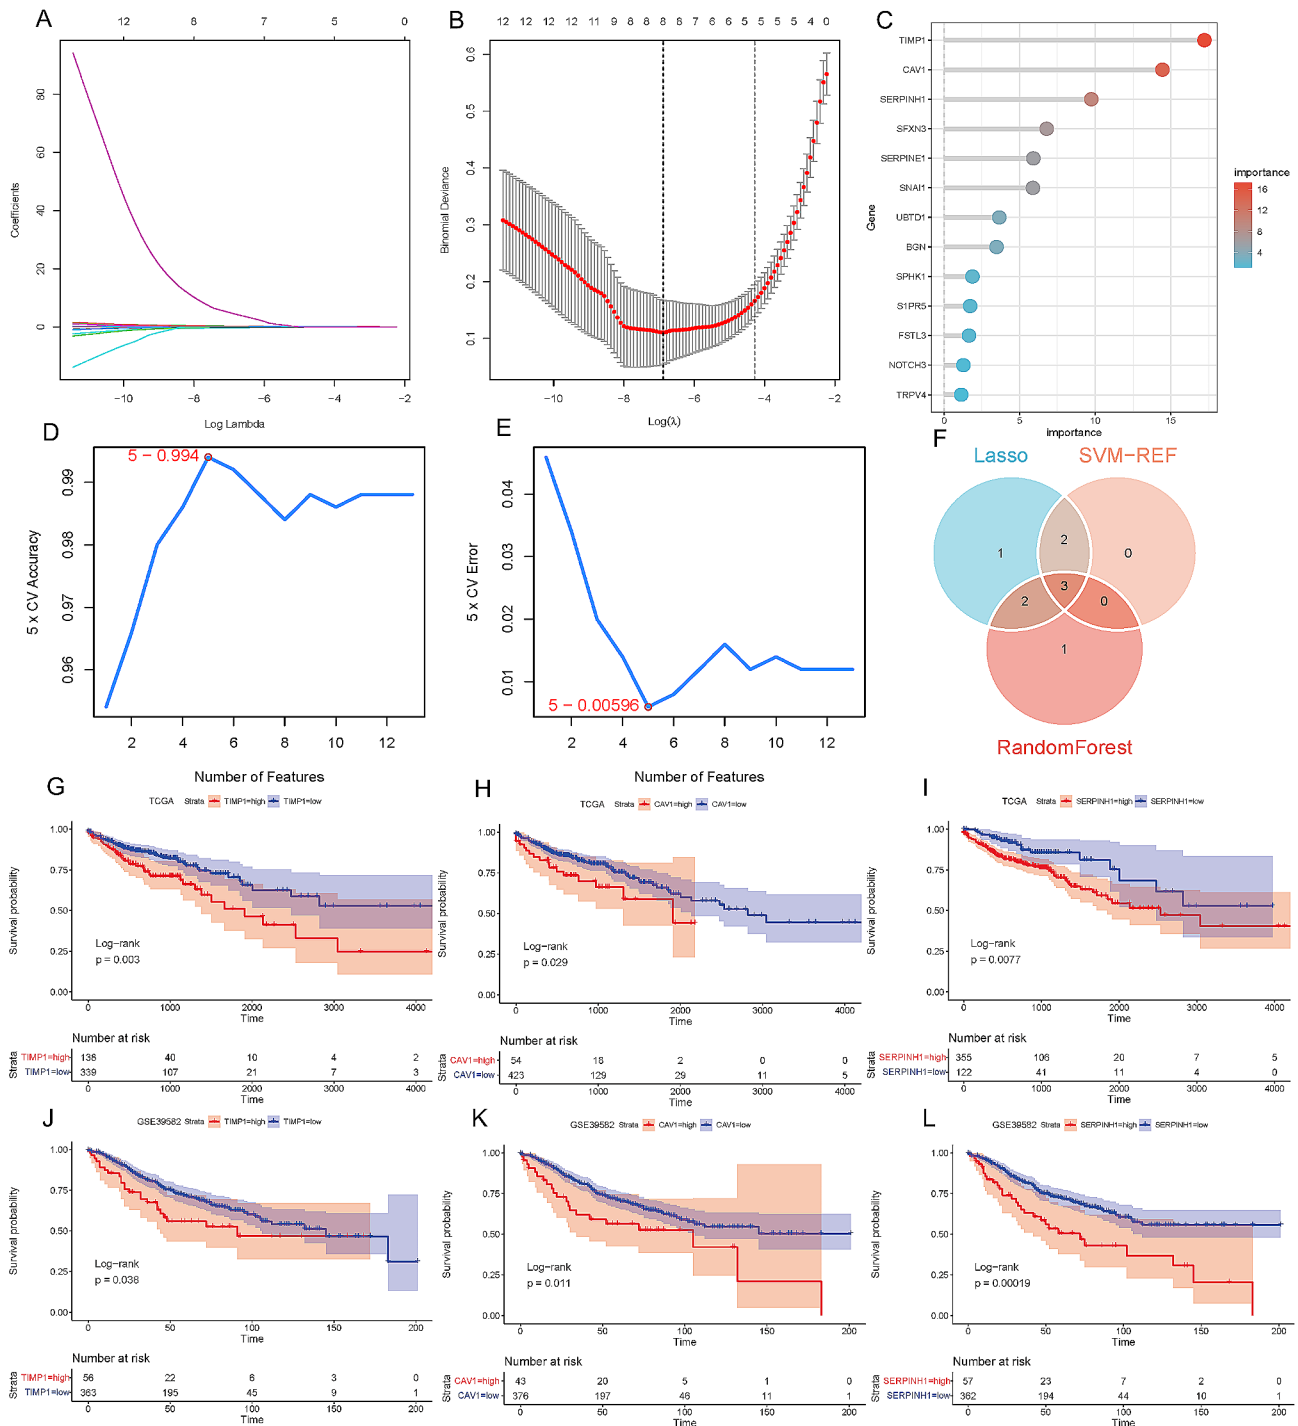 A
12 12 8 7 5 0
Coefficients
80
60
40
20
0
−10 −8 −6 −4 −2
Log Lambda
B
12 12 12 12 11 9 8 8 8 8 6 5 5 5 4 0
Binomial Deviance
0.6
0.5
0.4
0.3
0.2
0.1
−10 −8 −6 −4 −2
Log(λ)
C
Gene
TIMP1
CAV1
SERPINH1
SFXN3
SERPINE1
SNAI1
UBTD1
BGN
SPHK1
S1PR5
FSTL3
NOTCH3
TRPV4
0 5 10 15
importance
importance
16
12
8
4
D
5 x CV Accuracy
0.99
0.98
0.97
0.96
5 − 0.994
2 4 6 8 10 12
Number of Features
E
5 x CV Error
0.04
0.03
0.02
0.01
5 − 0.00596
2 4 6 8 10 12
Number of Features
F
Lasso SVM−REF
1 2 0
3
2 0
1
RandomForest
G
TCGA Strata TIMP1=high TIMP1=low
Survival probability
1.00
0.75
0.50
0.25
0.00
Log−rank
p = 0.003
0 1000 2000 3000 4000
Time
Number at risk
Strata
TIMP1=high 138 40 10 4 2
TIMP1=low 339 107 21 7 3
0 1000 2000 3000 4000
Time
H
TCGA Strata CAV1=high CAV1=low
Survival probability
1.00
0.75
0.50
0.25
0.00
Log−rank
p = 0.029
0 1000 2000 3000 4000
Time
Number at risk
Strata
CAV1=high 54 18 2 0 0
CAV1=low 423 129 29 11 5
0 1000 2000 3000 4000
Time
I
TCGA Strata SERPINH1=high SERPINH1=low
Survival probability
1.00
0.75
0.50
0.25
0.00
Log−rank
p = 0.0077
0 1000 2000 3000 4000
Time
Number at risk
Strata
SERPINH1=high 355 106 20 7 5
SERPINH1=low 122 41 11 4 0
0 1000 2000 3000 4000
Time
J
GSE39582 Strata TIMP1=high TIMP1=low
Survival probability
1.00
0.75
0.50
0.25
0.00
Log−rank
p = 0.036
0 50 100 150 200
Time
Number at risk
Strata
TIMP1=high 56 22 6 3 0
TIMP1=low 363 195 45 9 1
0 50 100 150 200
Time
K
GSE39582 Strata CAV1=high CAV1=low
Survival probability
1.00
0.75
0.50
0.25
0.00
Log−rank
p = 0.011
0 50 100 150 200
Time
Number at risk
Strata
CAV1=high 43 20 5 1 0
CAV1=low 376 197 46 11 1
0 50 100 150 200
Time
L
GSE39582 Strata SERPINH1=high SERPINH1=low
Survival probability
1.00
0.75
0.50
0.25
0.00
Log−rank
p = 0.00019
0 50 100 150 200
Time
Number at risk
Strata
SERPINH1=high 57 23 7 2 0
SERPINH1=low 362 194 44 10 1
0 50 100 150 200
Time